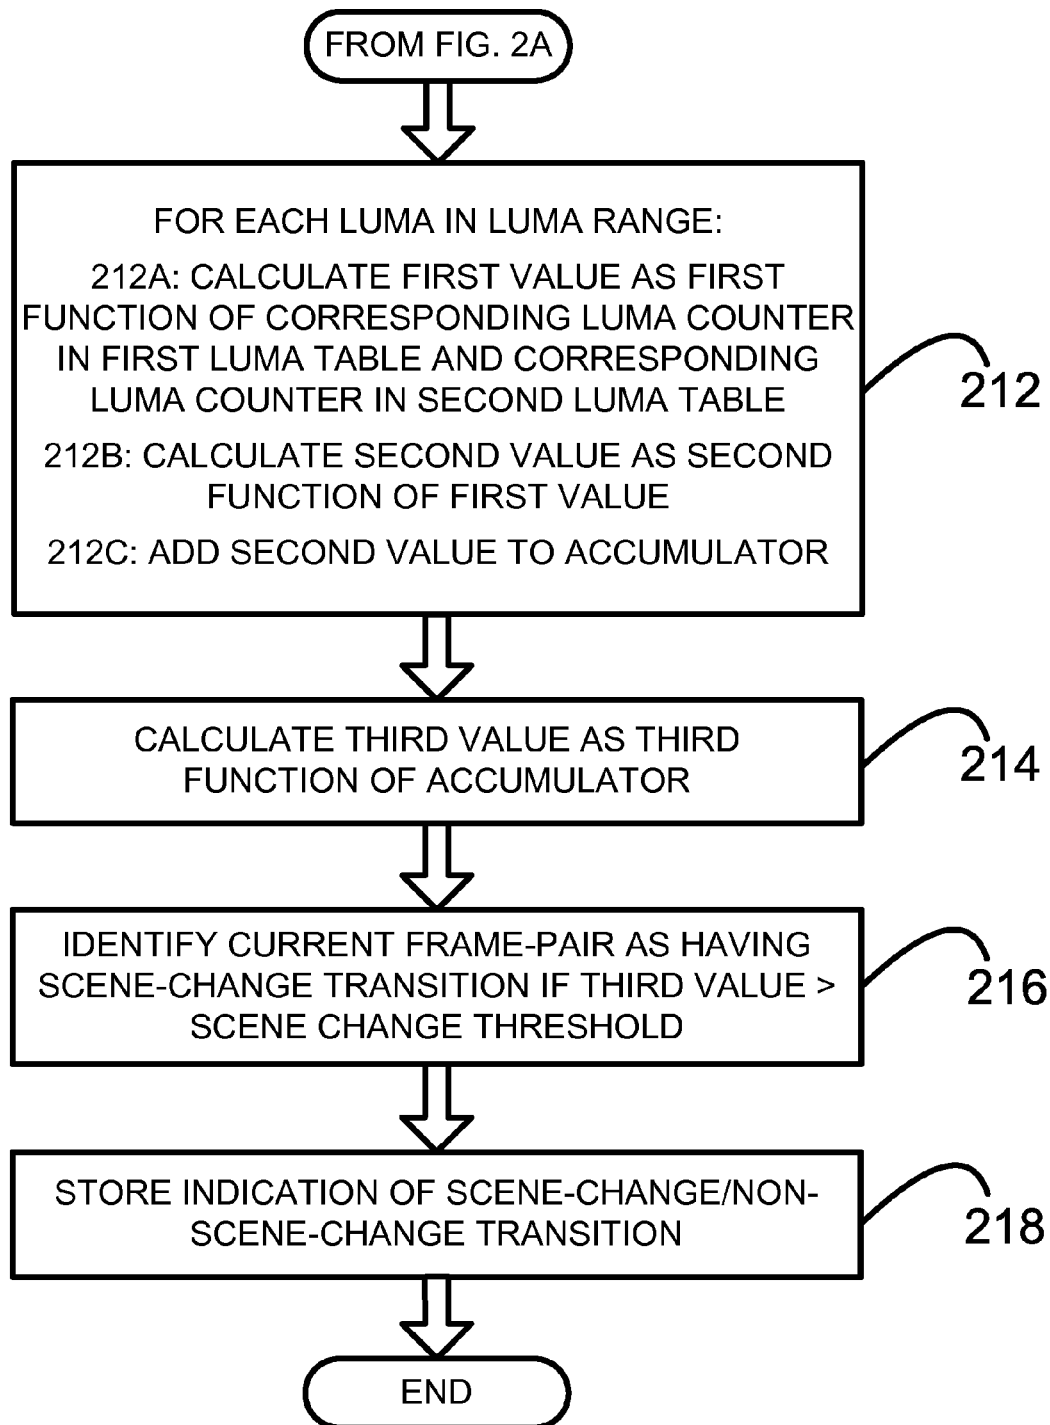 FROM FIG. 2A
FOR EACH LUMA IN LUMA RANGE:
212A: CALCULATE FIRST VALUE AS FIRST
FUNCTION OF CORRESPONDING LUMA COUNTER
IN FIRST LUMA TABLE AND CORRESPONDING
LUMA COUNTER IN SECOND LUMA TABLE
212B: CALCULATE SECOND VALUE AS SECOND
FUNCTION OF FIRST VALUE
212C: ADD SECOND VALUE TO ACCUMULATOR
212
CALCULATE THIRD VALUE AS THIRD
FUNCTION OF ACCUMULATOR
214
IDENTIFY CURRENT FRAME-PAIR AS HAVING
SCENE-CHANGE TRANSITION IF THIRD VALUE >
SCENE CHANGE THRESHOLD
216
STORE INDICATION OF SCENE-CHANGE/NON-
SCENE-CHANGE TRANSITION
218
END